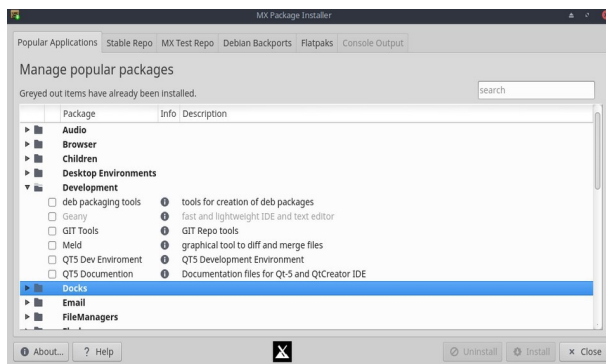 MX Package Installer
Popular Applications Stable Repo MX Test Repo Debian Backports Flatpaks Console Output
Manage popular packages
Greyed out items have already been installed.
search
Package Info Description
Audio
Browser
Children
Desktop Environments
Development
deb packaging tools tools for creation of deb packages
Geany fast and lightweight IDE and text editor
GIT Tools GIT Repo tools
Meld graphical tool to diff and merge files
QT5 Dev Enviroment QT5 Development Environment
QT5 Documention Documentation files for Qt-5 and QtCreator IDE
Docks
Email
FileManagers
About... ? Help Uninstall Install Close